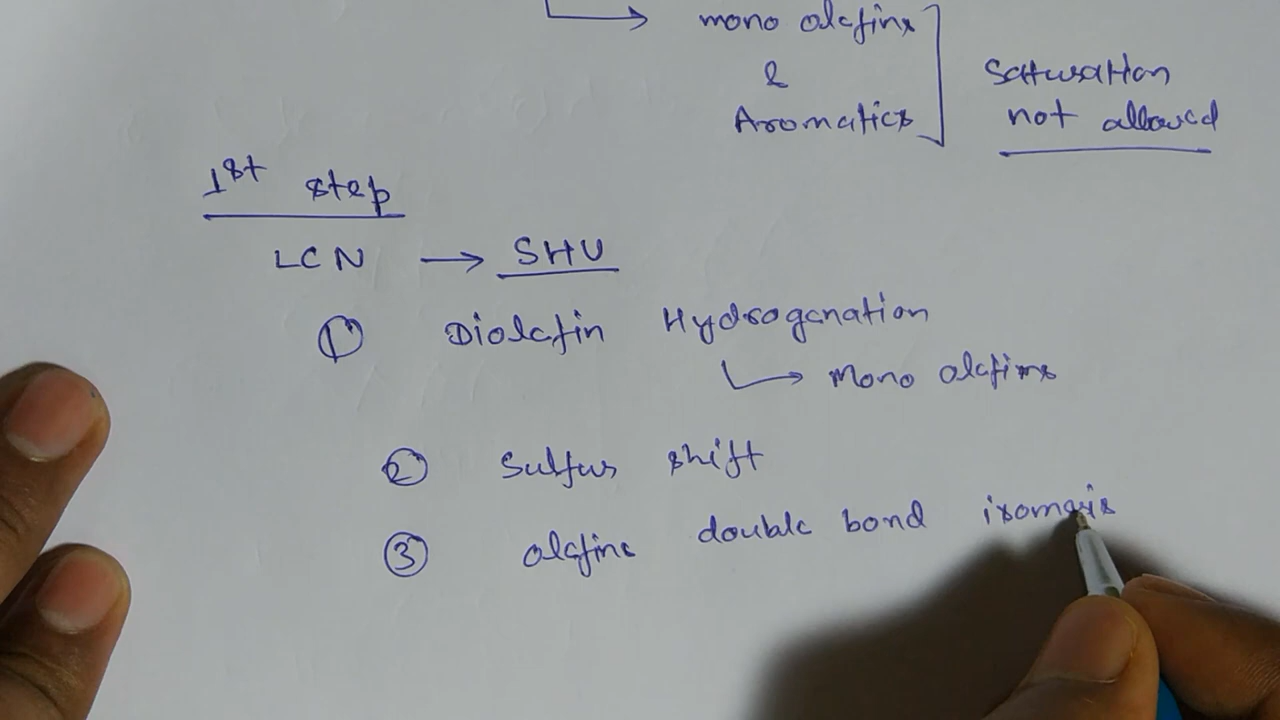 mono olefins
&
Aromatics
Saturation
not allowed
1st step
LCN → SHU
① Diolefin Hydrogenation
→ Mono olefins
② Sulfur shift
③ olefine double bond isomeris